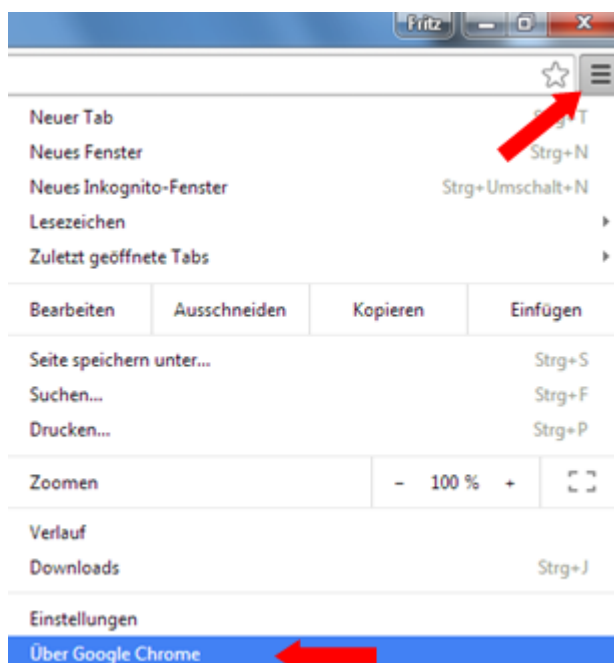 Fritz
Neuer Tab Strg+T
Neues Fenster Strg+N
Neues Inkognito-Fenster Strg+Umschalt+N
Lesezeichen
Zuletzt geöffnete Tabs
Bearbeiten Ausschneiden Kopieren Einfügen
Seite speichern unter... Strg+S
Suchen... Strg+F
Drucken... Strg+P
Zoomen - 100 % +
Verlauf
Downloads Strg+J
Einstellungen
Über Google Chrome